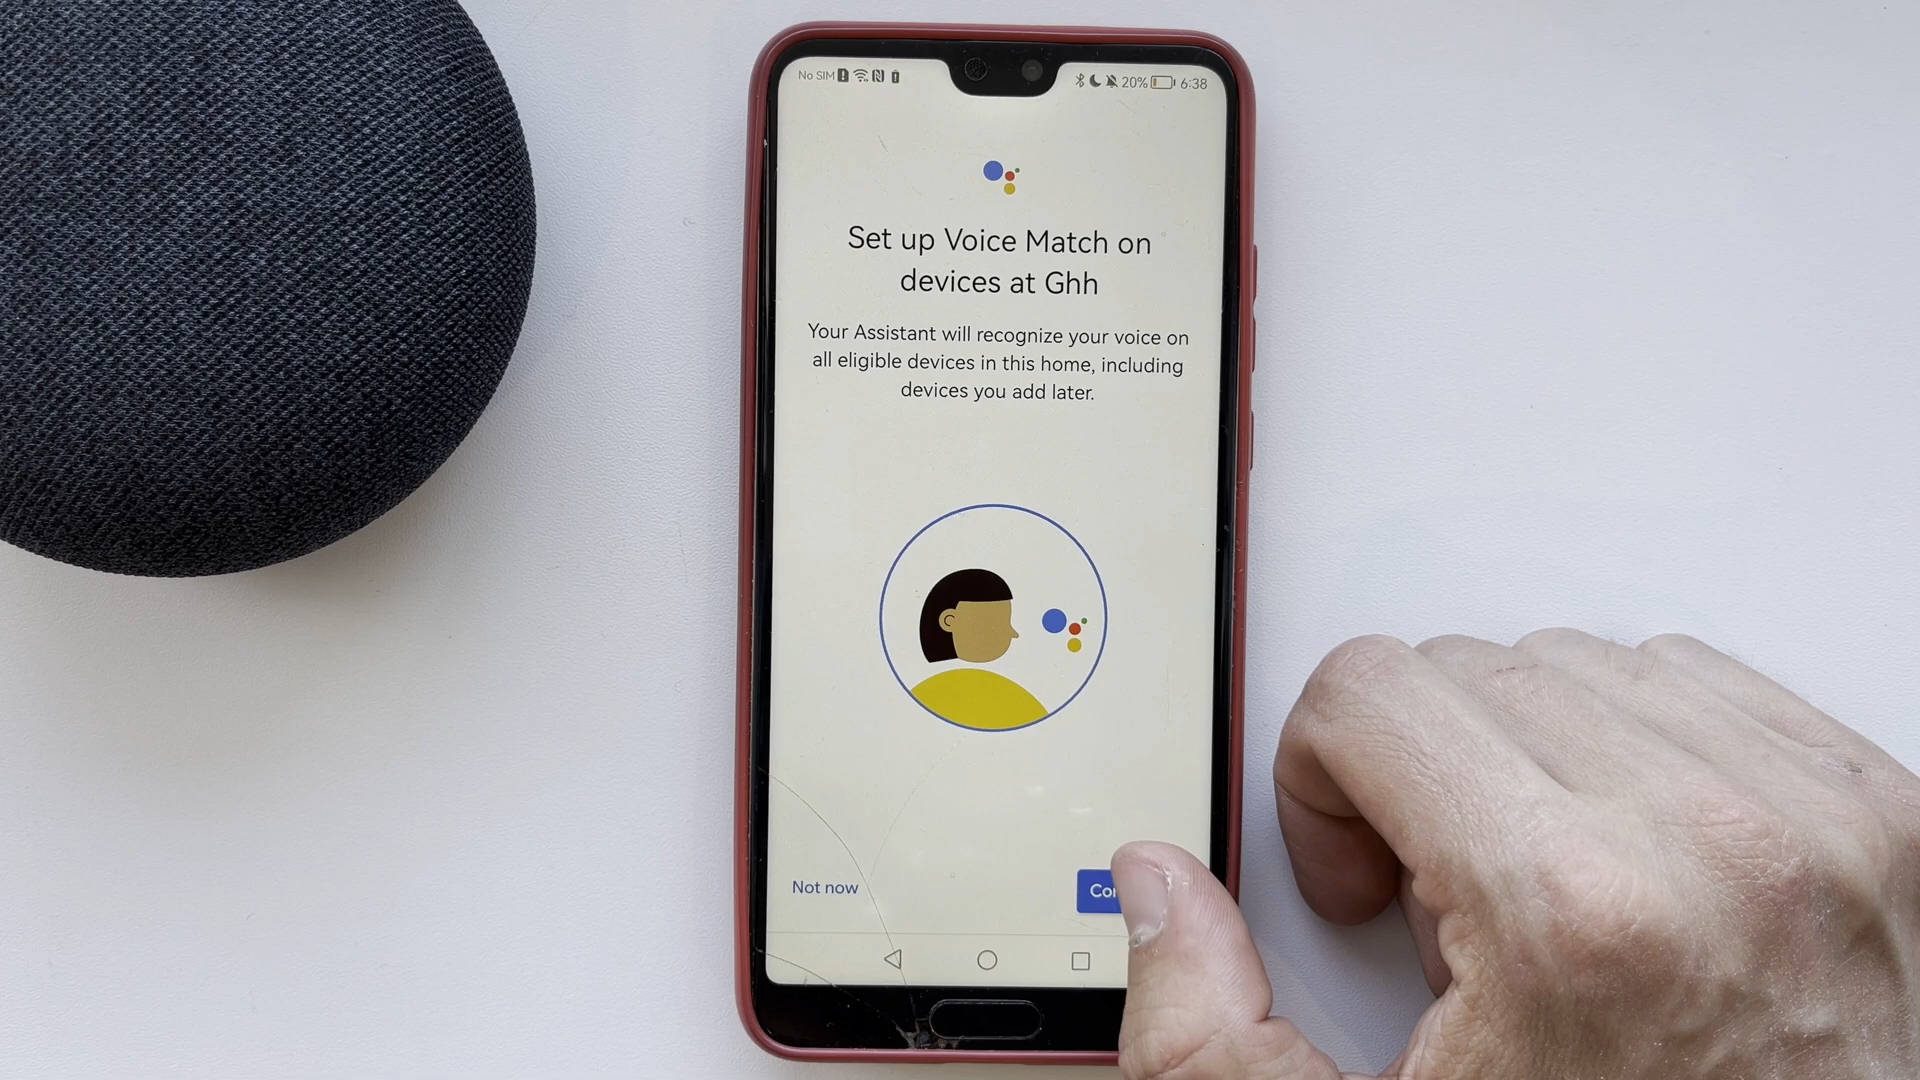 No SIM 20% 6:38
Set up Voice Match on
devices at Ghh
Your Assistant will recognize your voice on
all eligible devices in this home, including
devices you add later.
Not now